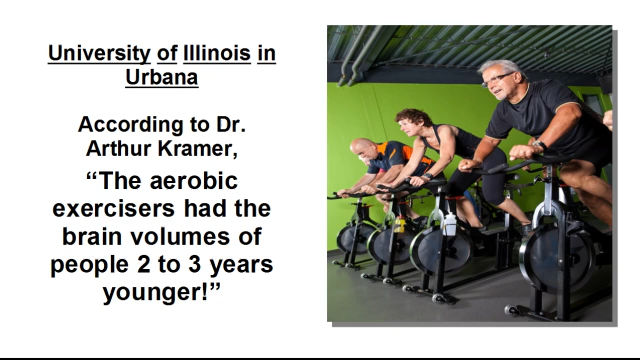 University of Illinois in
Urbana
According to Dr.
Arthur Kramer,
“The aerobic
exercisers had the
brain volumes of
people 2 to 3 years
younger!”